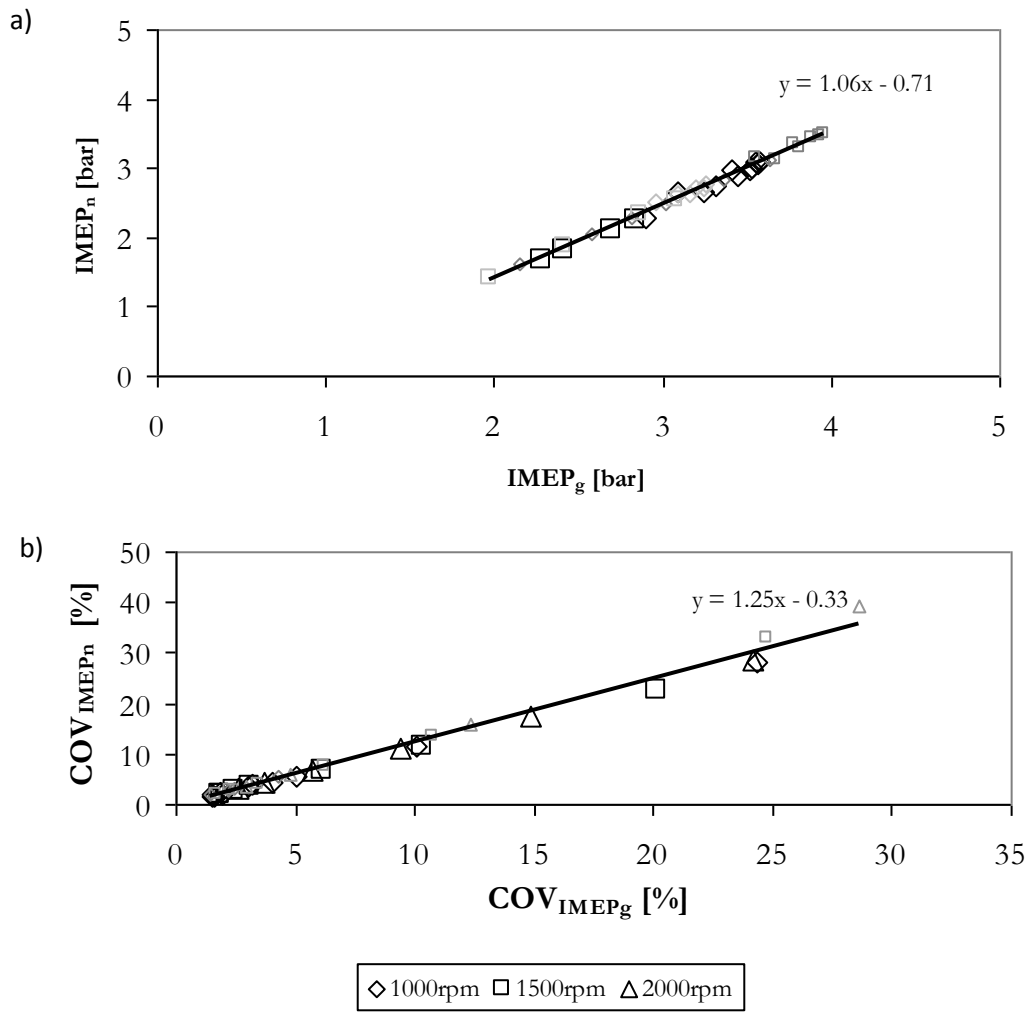 a)
5
4
3
2
1
0
IMEPn [bar]
y = 1.06x - 0.71
0 1 2 3 4 5
IMEPg [bar]
b)
50
40
30
20
10
0
COVIMEPn [%]
y = 1.25x - 0.33
0 5 10 15 20 25 30 35
COVIMEPg [%]
1000rpm 1500rpm 2000rpm